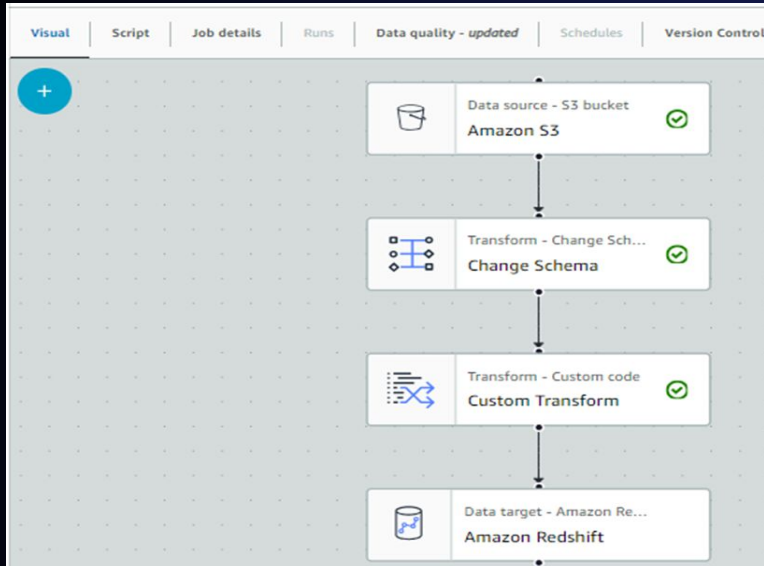 Visual Script Job details Runs Data quality - updated Schedules Version Control
+
Data source - S3 bucket
Amazon S3
Transform - Change Sch...
Change Schema
Transform - Custom code
Custom Transform
Data target - Amazon Re...
Amazon Redshift